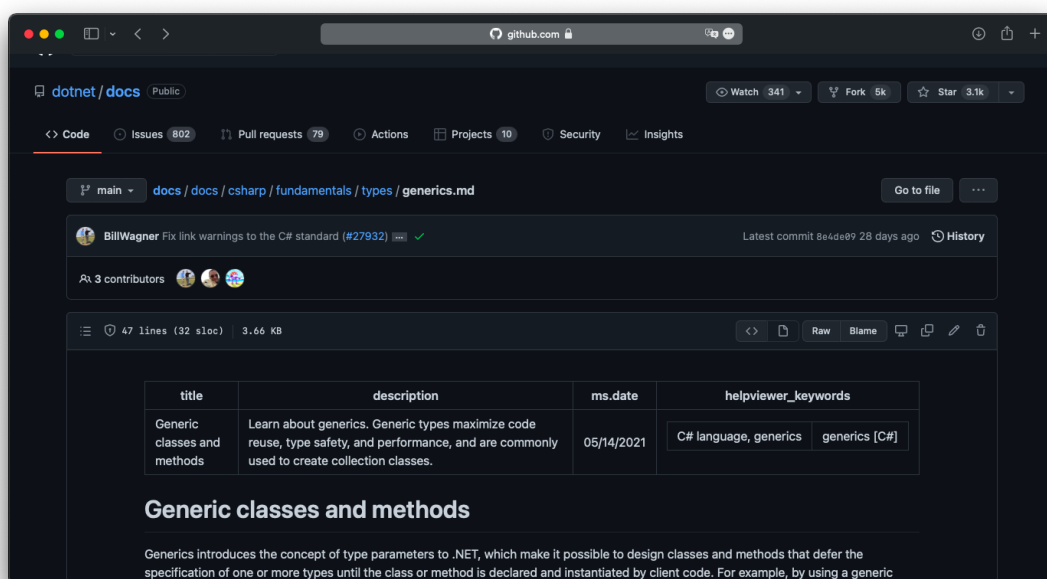 github.com
dotnet / docs Public
Watch 341 Fork 5k Star 3.1k
Code Issues 802 Pull requests 79 Actions Projects 10 Security Insights
main docs / docs / csharp / fundamentals / types / generics.md Go to file
BillWagner Fix link warnings to the C# standard (#27932) Latest commit 8e4de09 28 days ago History
3 contributors
47 lines (32 sloc) 3.66 KB Raw Blame
title description ms.date helpviewer_keywords
Generic classes and methods
Learn about generics. Generic types maximize code
reuse, type safety, and performance, and are commonly
used to create collection classes.
05/14/2021
C# language, generics generics [C#]
Generic classes and methods
Generics introduces the concept of type parameters to .NET, which make it possible to design classes and methods that defer the
specification of one or more types until the class or method is declared and instantiated by client code. For example, by using a generic